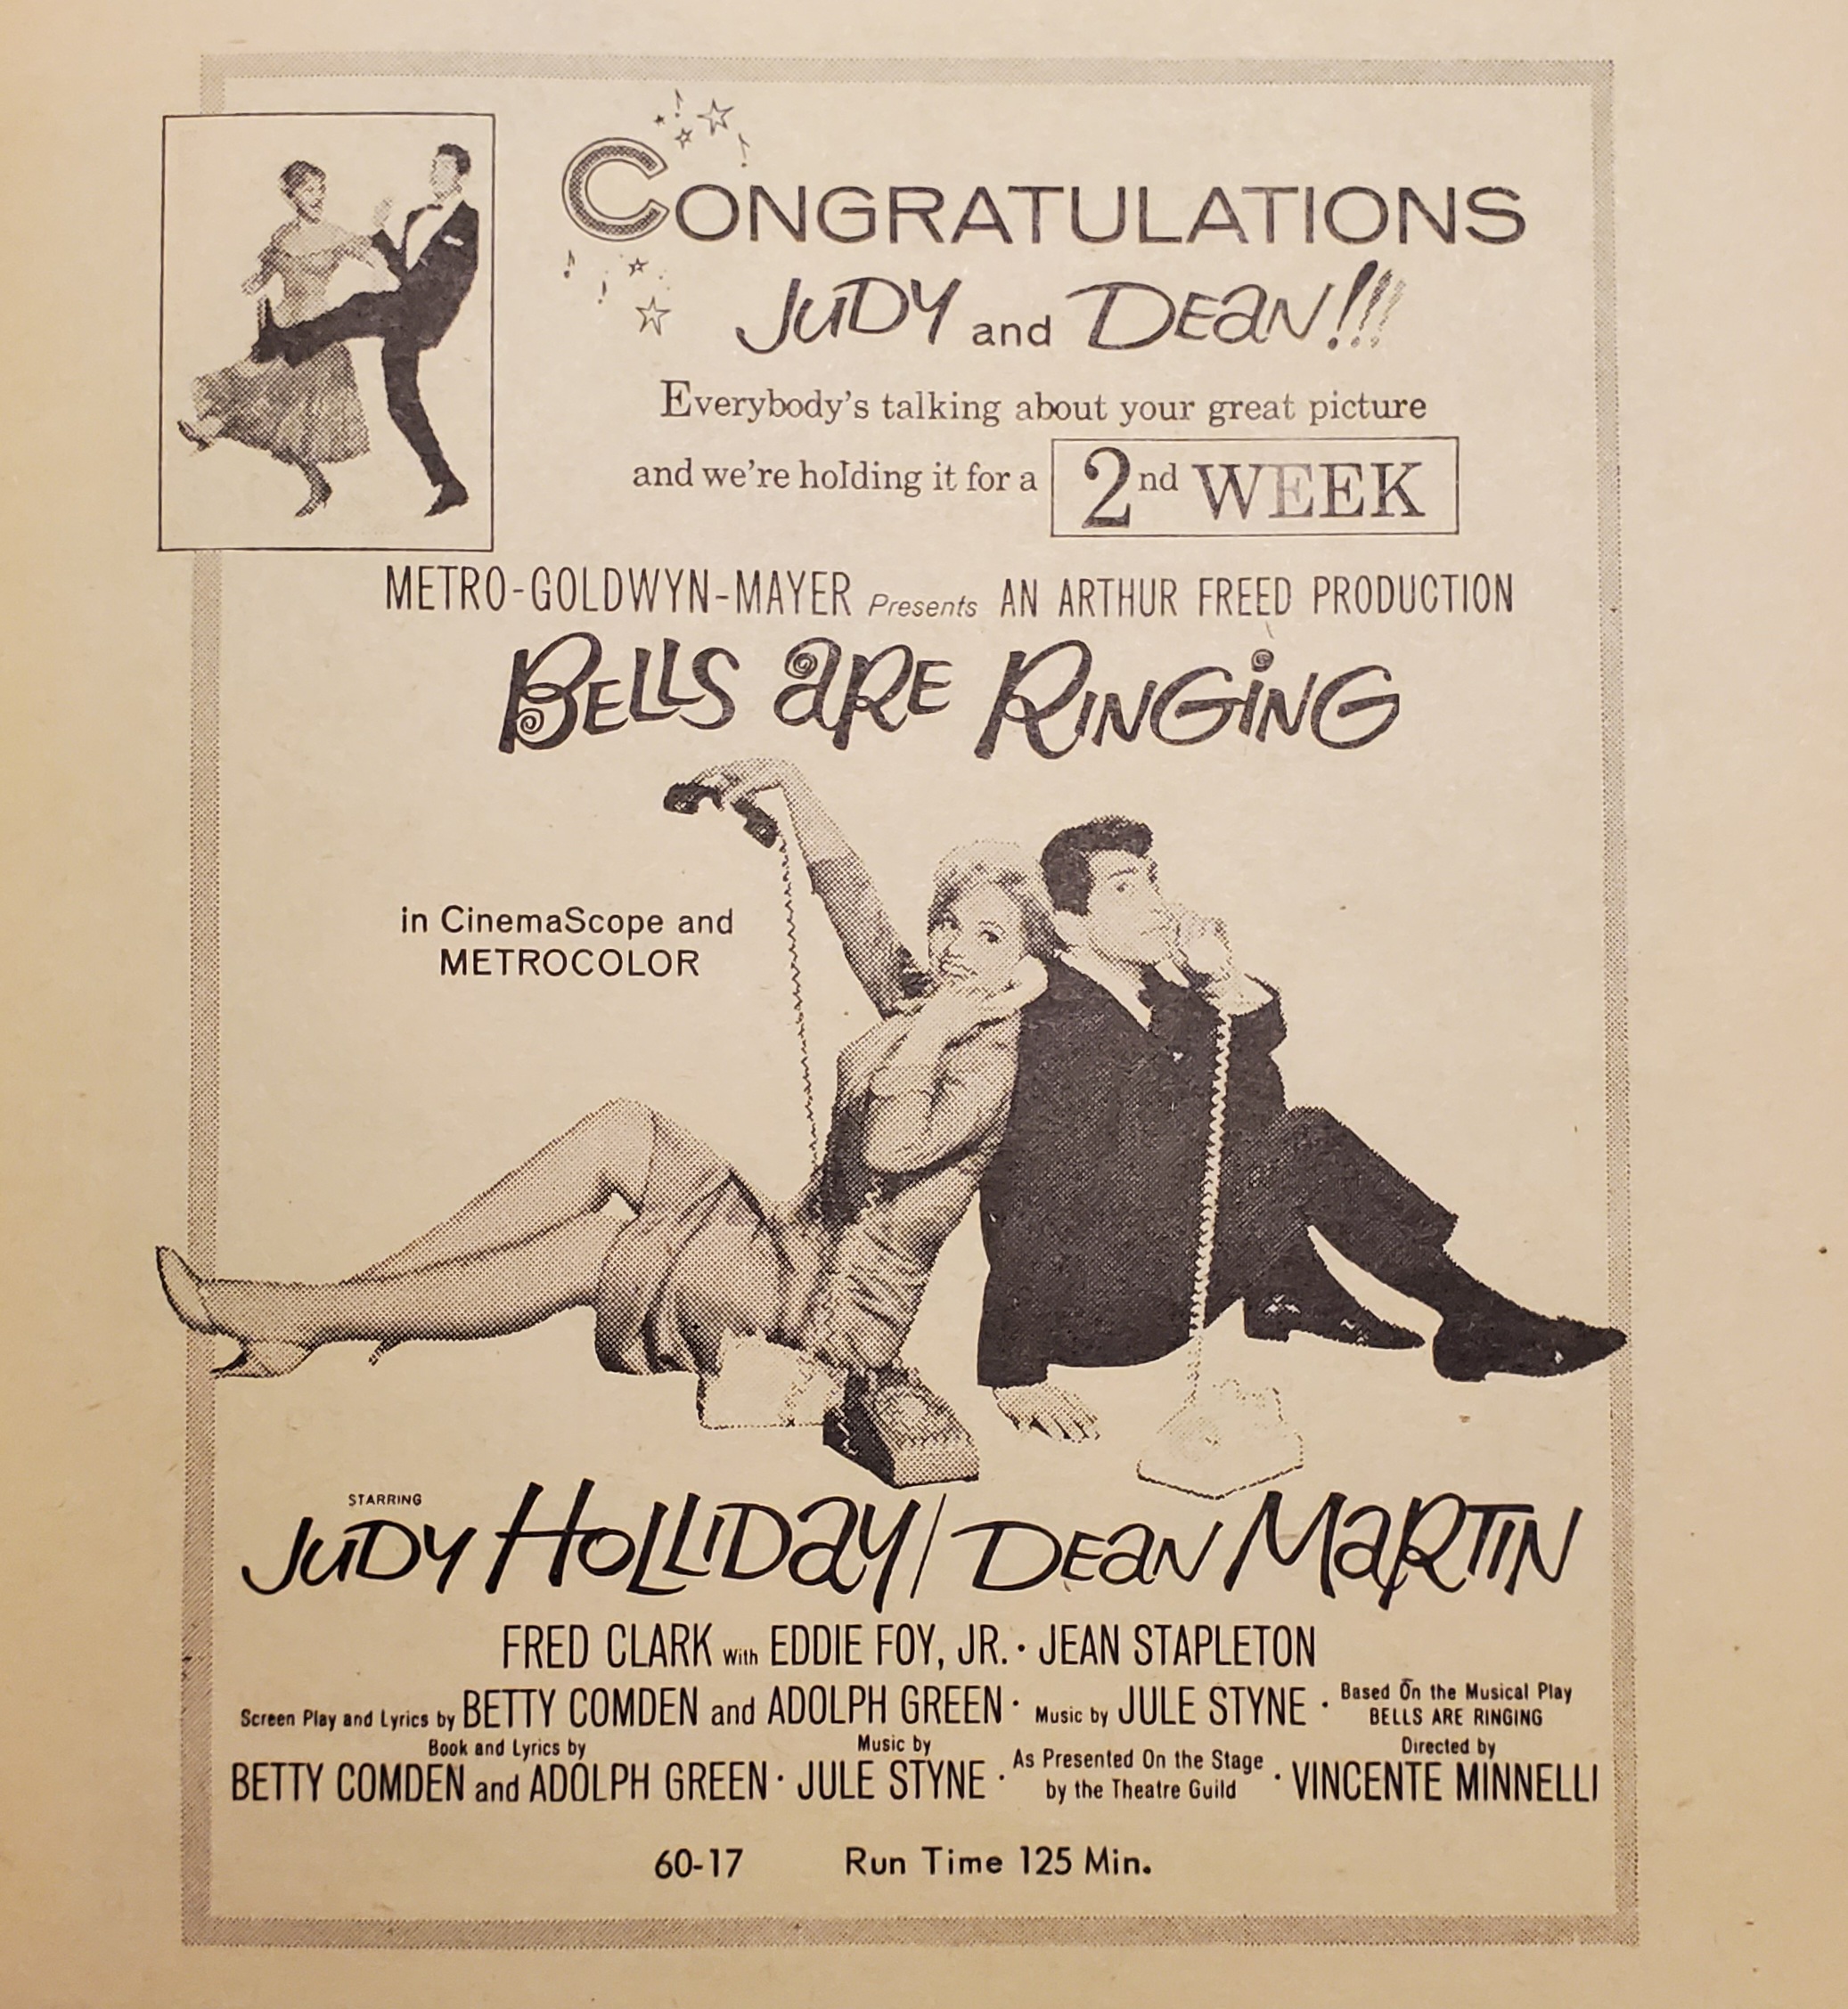 CONGRATULATIONS
JUDY and DEAN!!!
Everybody's talking about your great picture
and we're holding it for a 2nd WEEK
METRO-GOLDWYN-MAYER Presents AN ARTHUR FREED PRODUCTION
BELLS ARE RINGING
in CinemaScope and
METROCOLOR
STARRING
JUDY HOLLIDAY / DEAN MARTIN
FRED CLARK With EDDIE FOY, JR. · JEAN STAPLETON
Screen Play and Lyrics by BETTY COMDEN and ADOLPH GREEN · Music by JULE STYNE · Based On the Musical Play
BELLS ARE RINGING
Book and Lyrics by
BETTY COMDEN and ADOLPH GREEN ·
Music by
JULE STYNE ·
As Presented On the Stage
by the Theatre Guild ·
Directed by
VINCENTE MINNELLI
60-17 Run Time 125 Min.